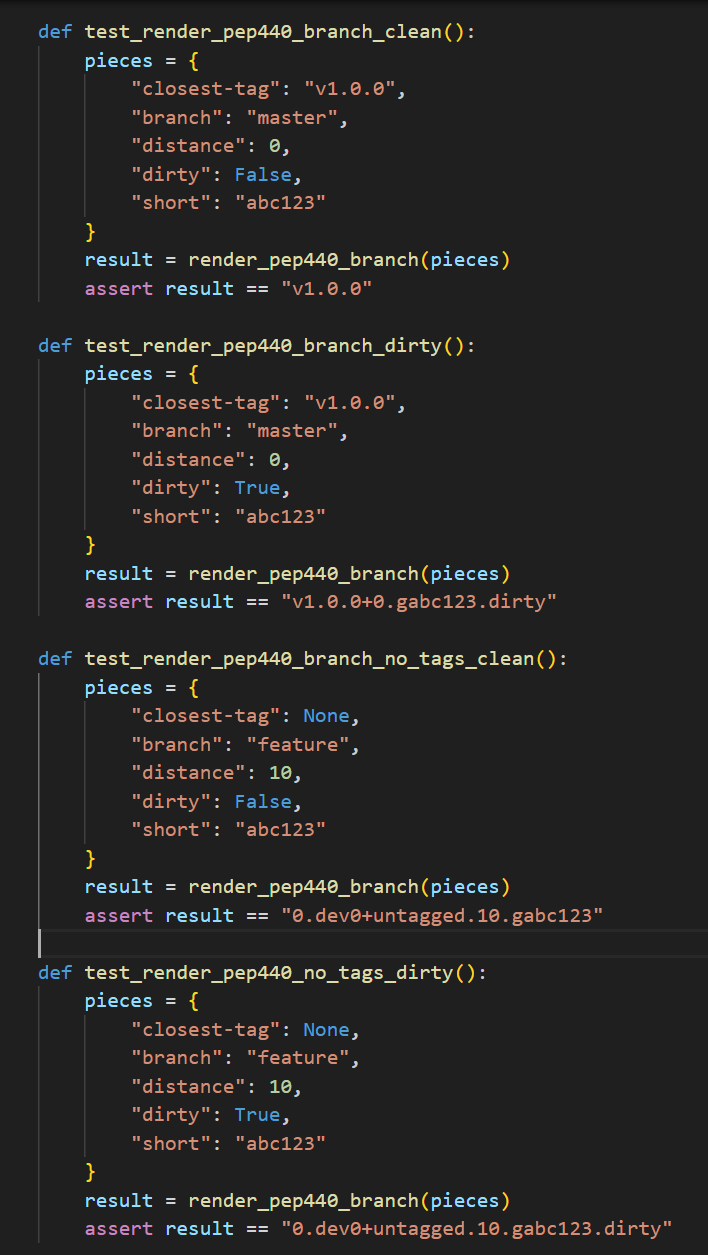 def test_render_pep440_branch_clean():
    pieces = {
        "closest-tag": "v1.0.0",
        "branch": "master",
        "distance": 0,
        "dirty": False,
        "short": "abc123"
    }
    result = render_pep440_branch(pieces)
    assert result == "v1.0.0"

def test_render_pep440_branch_dirty():
    pieces = {
        "closest-tag": "v1.0.0",
        "branch": "master",
        "distance": 0,
        "dirty": True,
        "short": "abc123"
    }
    result = render_pep440_branch(pieces)
    assert result == "v1.0.0+0.gabc123.dirty"

def test_render_pep440_branch_no_tags_clean():
    pieces = {
        "closest-tag": None,
        "branch": "feature",
        "distance": 10,
        "dirty": False,
        "short": "abc123"
    }
    result = render_pep440_branch(pieces)
    assert result == "0.dev0+untagged.10.gabc123"

def test_render_pep440_no_tags_dirty():
    pieces = {
        "closest-tag": None,
        "branch": "feature",
        "distance": 10,
        "dirty": True,
        "short": "abc123"
    }
    result = render_pep440_branch(pieces)
    assert result == "0.dev0+untagged.10.gabc123.dirty"